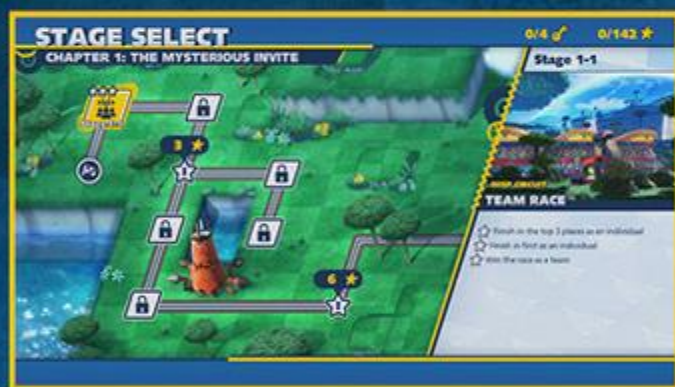 STAGE SELECT
0/4
0/142
CHAPTER 1: THE MYSTERIOUS INVITE
Stage 1-1
3
6
TEAM RACE
Finish in the top 3 places as an individual
Finish in first as an individual
Win the race as a team